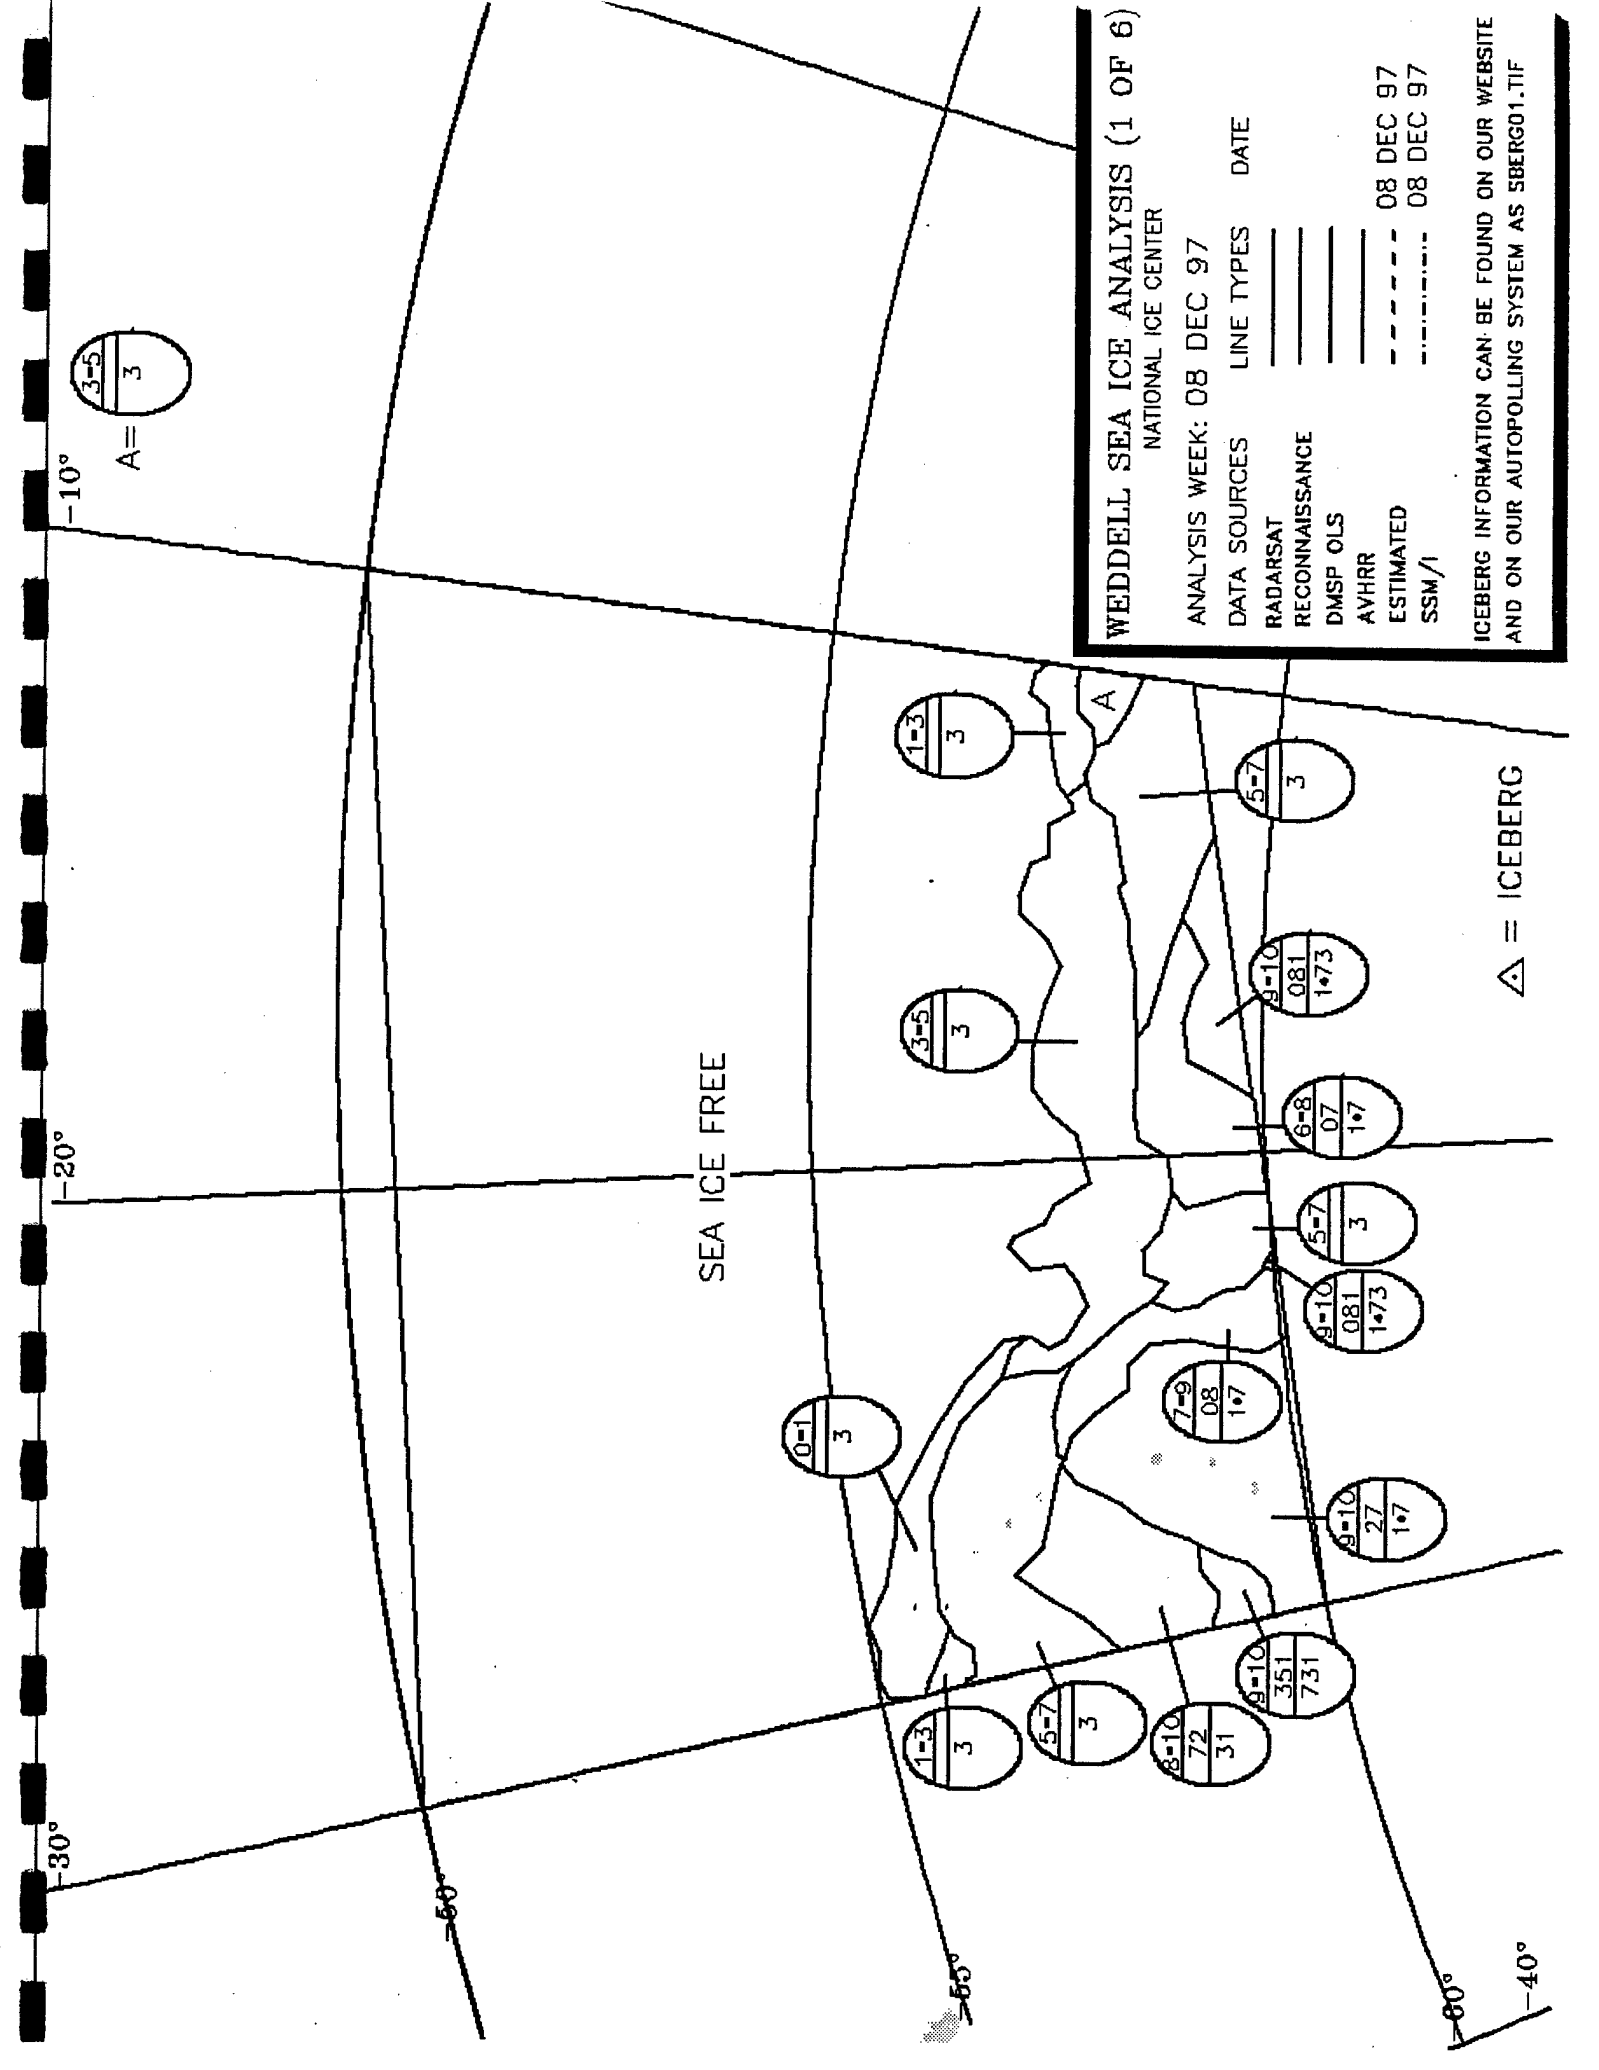 WEDDELL SEA ICE ANALYSIS (1 OF 6)
NATIONAL ICE CENTER
ANALYSIS WEEK: 08 DEC 97
DATA SOURCES LINE TYPES DATE
RADARSAT
RECONNAISSANCE
DMSP OLS
AVHRR
ESTIMATED 08 DEC 97
SSM/I 08 DEC 97
ICEBERG INFORMATION CAN BE FOUND ON OUR WEBSITE
AND ON OUR AUTOPOLLING SYSTEM AS SBERG01.TIF
-30°
-20°
-10°
A=
3-5
3
-50°
SEA ICE FREE
0-1
3
3-5
3
1-3
3
A
-55°
1-3
3
5-7
3
8-10
72
31
9-10
351
731
9-10
27
1•7
7-9
08
1•7
9-10
081
1•73
5-7
3
6-8
07
1•7
9-10
081
1•73
5-7
3
-60°
-40°
= ICEBERG